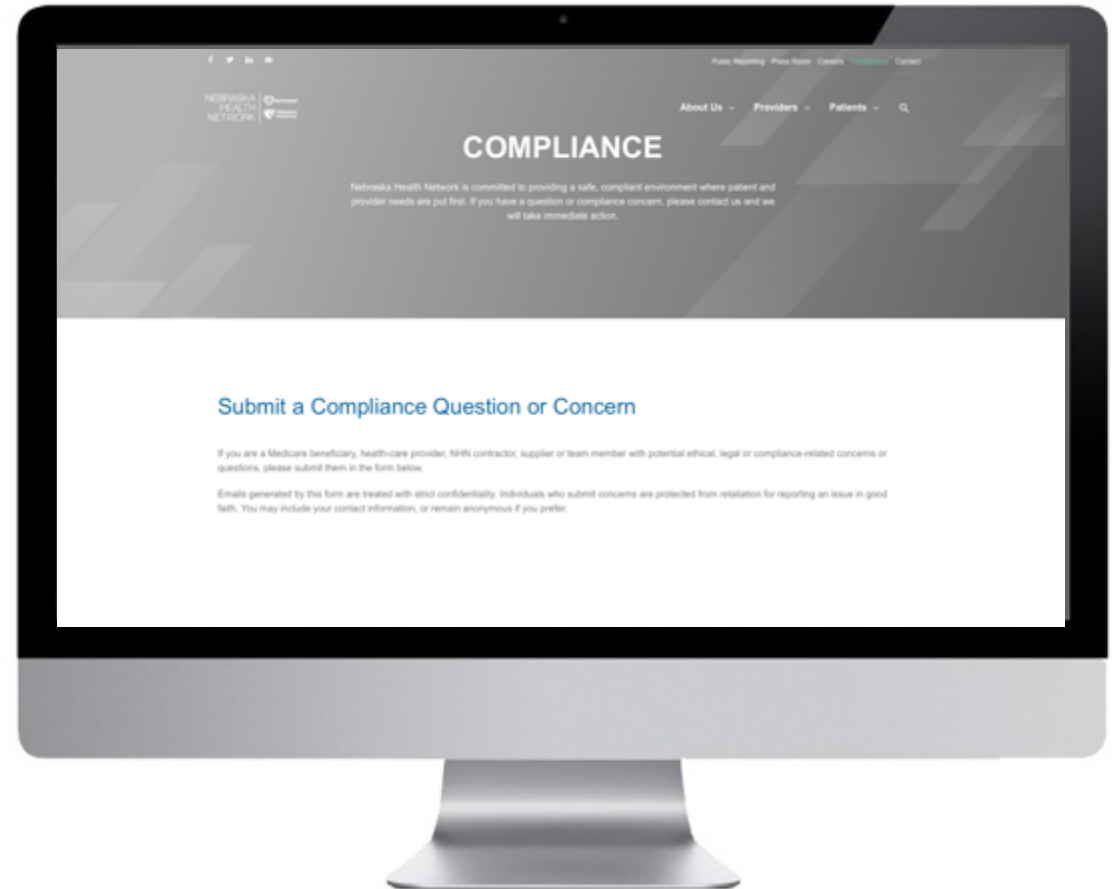 Public Reporting Press Room Careers Compliance Contact
NEBRASKA
HEALTH
NETWORK
About Us Providers Patients
COMPLIANCE
Nebraska Health Network is committed to providing a safe, compliant environment where patient and
provider needs are put first. If you have a question or compliance concern, please contact us and we
will take immediate action.
Submit a Compliance Question or Concern
If you are a Medicare beneficiary, health-care provider, NHN contractor, supplier or team member with potential ethical, legal or compliance-related concerns or
questions, please submit them in the form below.
Emails generated by this form are treated with strict confidentiality. Individuals who submit concerns are protected from retaliation for reporting an issue in good
faith. You may include your contact information, or remain anonymous if you prefer.